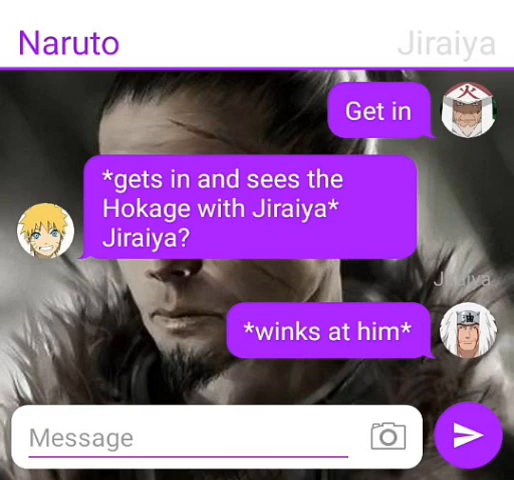 Naruto
Jiraiya
Get in
*gets in and sees the
Hokage with Jiraiya*
Jiraiya?
Jiraiya
*winks at him*
Message